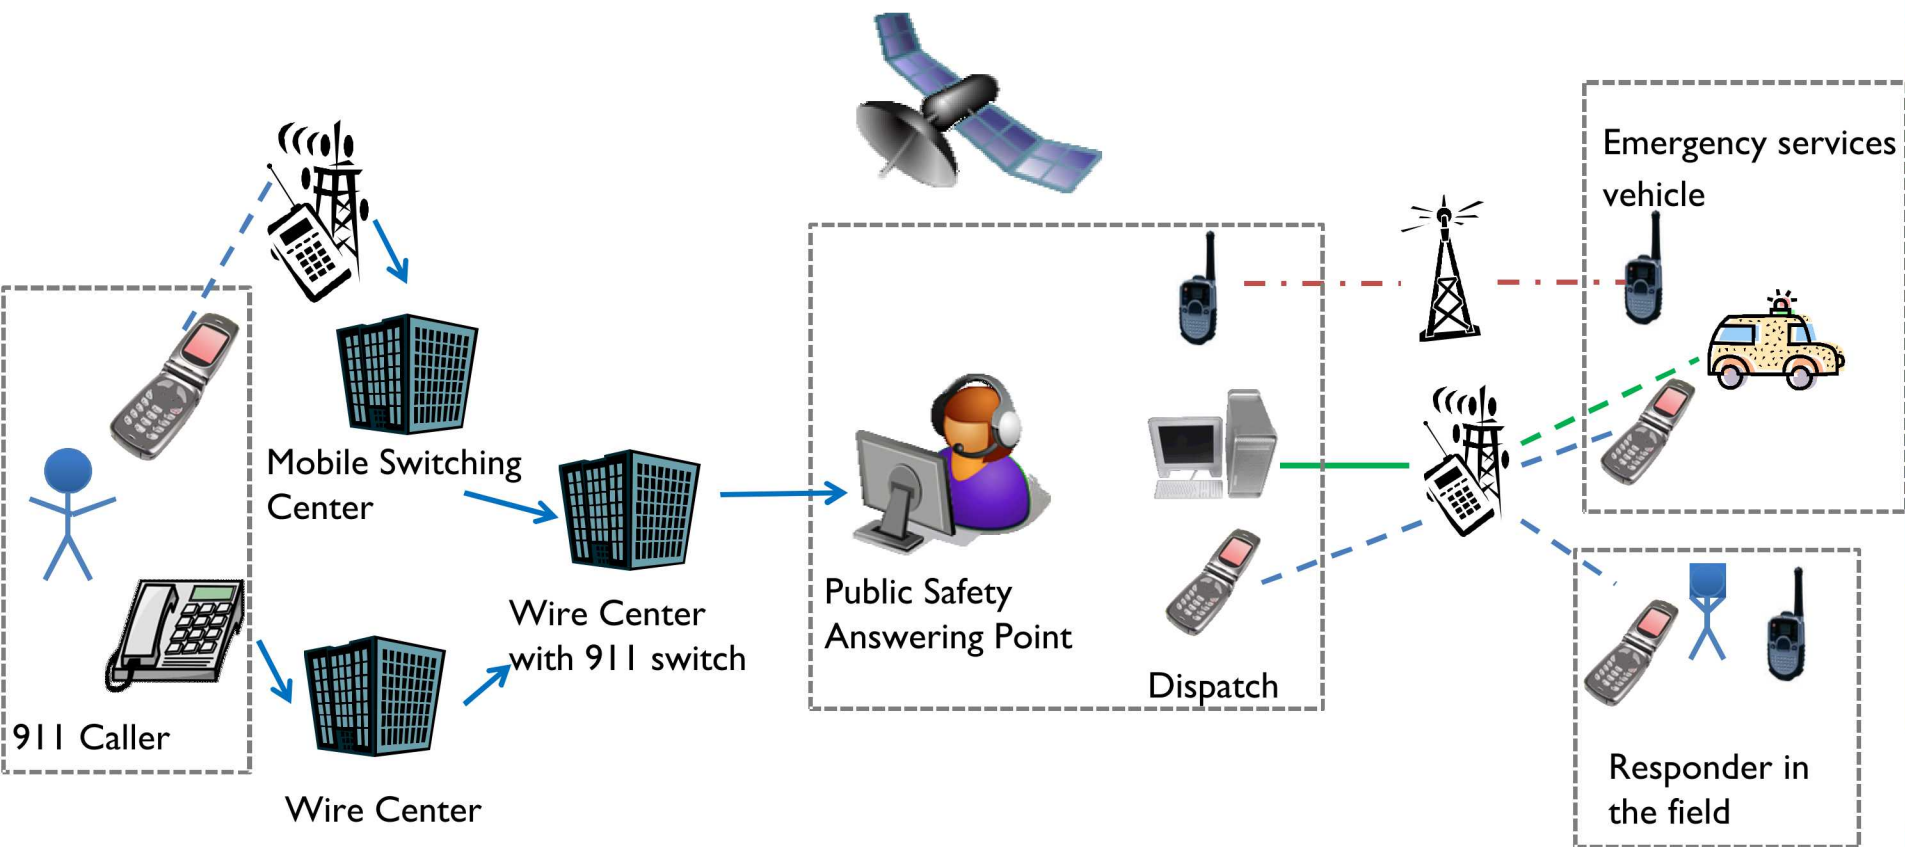 Emergency services
vehicle
Mobile Switching
Center
Wire Center
with 911 switch
Public Safety
Answering Point
Dispatch
911 Caller
Wire Center
Responder in
the field